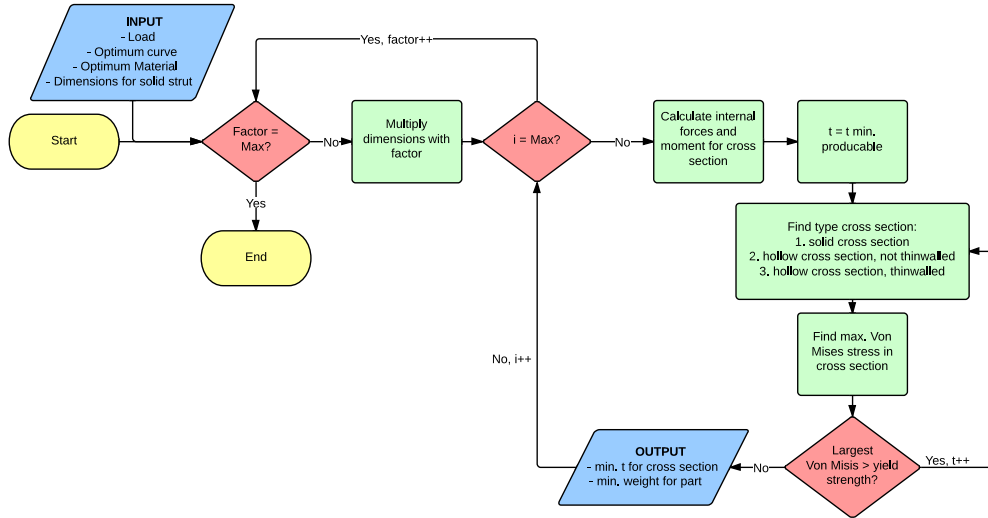 INPUT
- Load
- Optimum curve
- Optimum Material
- Dimensions for solid strut
Start
Factor =
Max?
No
Yes
End
Multiply
dimensions with
factor
Yes, factor++
i = Max?
No
Calculate internal
forces and
moment for cross
section
t = t min.
producable
Find type cross section:
1. solid cross section
2. hollow cross section, not thinwalled
3. hollow cross section, thinwalled
Find max. Von
Mises stress in
cross section
Largest
Von Misis > yield
strength?
Yes, t++
No
OUTPUT
- min. t for cross section
- min. weight for part
No, i++